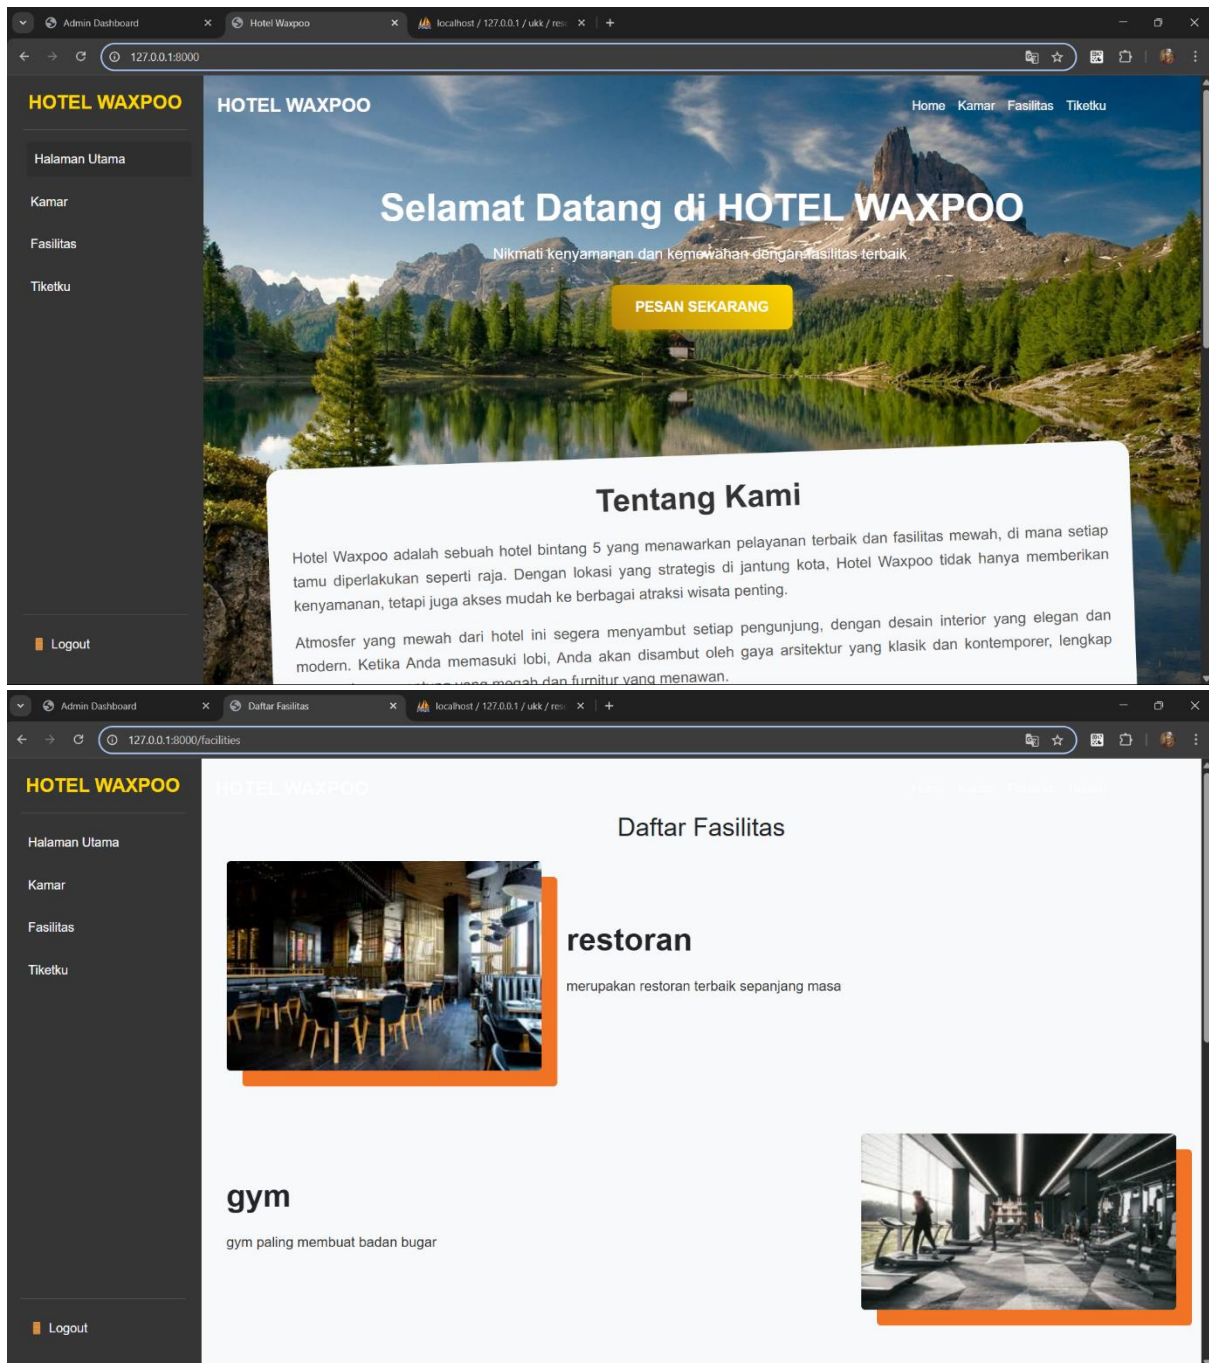 Admin Dashboard
Hotel Waxpoo
localhost / 127.0.0.1 / ukk / res
127.0.0.1:8000
HOTEL WAXPOO
Halaman Utama
Kamar
Fasilitas
Tiketku
Logout
HOTEL WAXPOO
Home Kamar Fasilitas Tiketku
Selamat Datang di HOTEL WAXPOO
Nikmati kenyamanan dan kemewahan dengan fasilitas terbaik.
PESAN SEKARANG
Tentang Kami
Hotel Waxpoo adalah sebuah hotel bintang 5 yang menawarkan pelayanan terbaik dan fasilitas mewah, di mana setiap
tamu diperlakukan seperti raja. Dengan lokasi yang strategis di jantung kota, Hotel Waxpoo tidak hanya memberikan
kenyamanan, tetapi juga akses mudah ke berbagai atraksi wisata penting.
Atmosfer yang mewah dari hotel ini segera menyambut setiap pengunjung, dengan desain interior yang elegan dan
modern. Ketika Anda memasuki lobi, Anda akan disambut oleh gaya arsitektur yang klasik dan kontemporer, lengkap
yang megah dan furnitur yang menawan.
Admin Dashboard
Daftar Fasilitas
localhost / 127.0.0.1 / ukk / res
127.0.0.1:8000/facilities
HOTEL WAXPOO
Halaman Utama
Kamar
Fasilitas
Tiketku
Logout
HOTEL WAXPOO
Daftar Fasilitas
restoran
merupakan restoran terbaik sepanjang masa
gym
gym paling membuat badan bugar